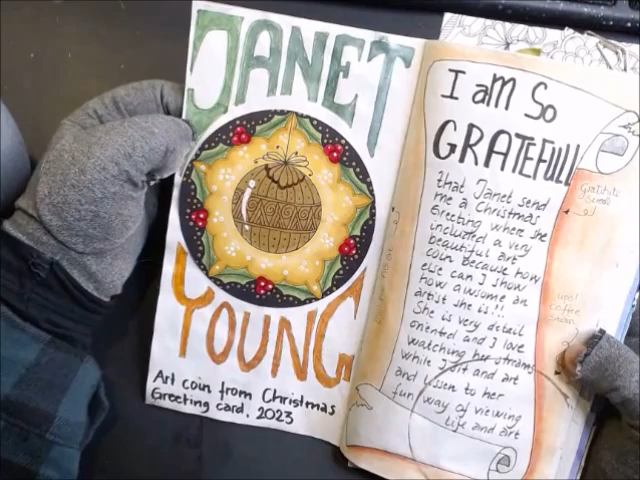 JANET
YOUNG
Art coin from Christmas
Greeting card. 2023
I aM So
GRATEFULL
that Janet send
me a Christmas
Greeting where she
included a very
beautiful art
coin because how
else can I show
how awsome an
artist she is!!!
She is very detail
oriented and I love
watching her streams
while I sit and art
and listen to her
fun way of viewing
life and art
Gratitude
Scroll
ups!
coffee